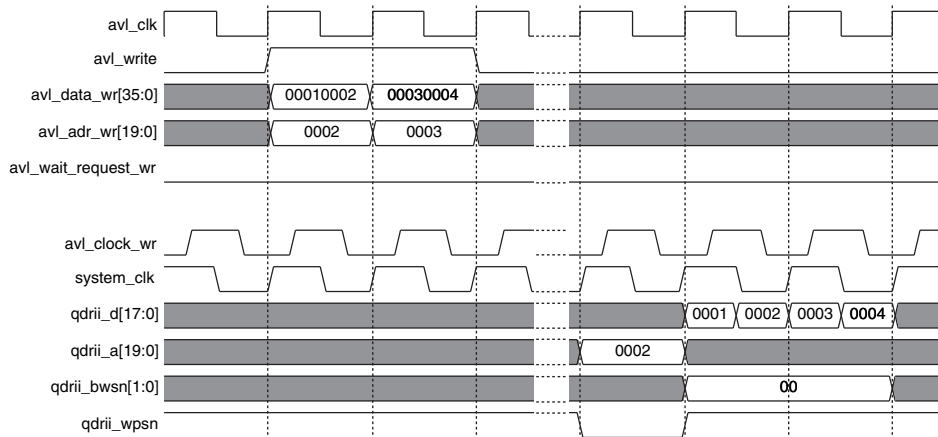 avl_clk
avl_write
avl_data_wr[35:0] 00010002 00030004
avl_adr_wr[19:0] 0002 0003
avl_wait_request_wr
avl_clock_wr
system_clk
qdrii_d[17:0] 0001 0002 0003 0004
qdrii_a[19:0] 0002
qdrii_bwsn[1:0] 00
qdrii_wpsn